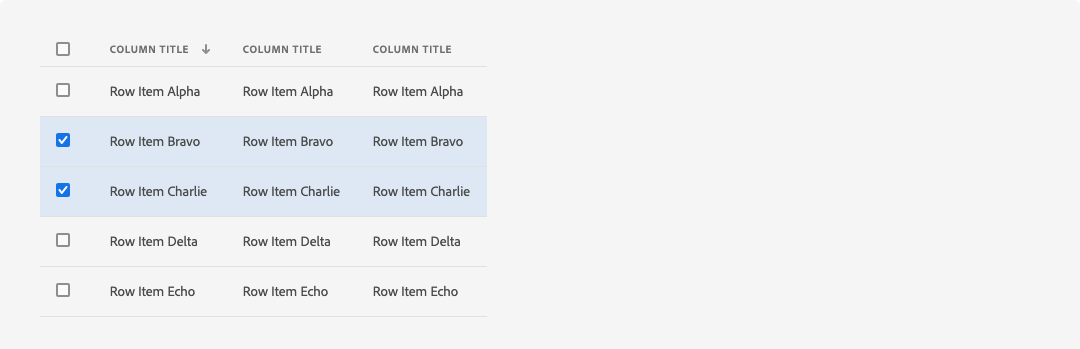 COLUMN TITLE COLUMN TITLE COLUMN TITLE
Row Item Alpha Row Item Alpha Row Item Alpha
Row Item Bravo Row Item Bravo Row Item Bravo
Row Item Charlie Row Item Charlie Row Item Charlie
Row Item Delta Row Item Delta Row Item Delta
Row Item Echo Row Item Echo Row Item Echo